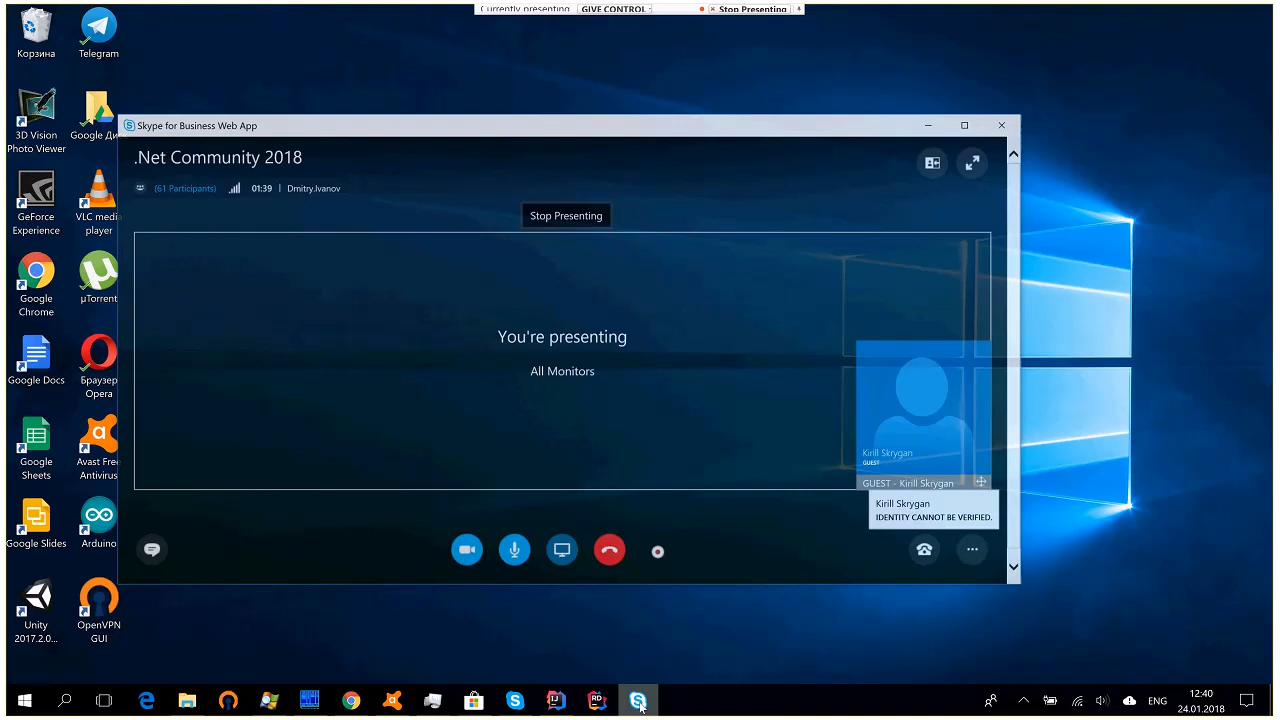 Currently presenting GIVE CONTROL Stop Presenting
Корзина
Telegram
3D Vision
Photo Viewer
Google Ди...
GeForce
Experience
VLC media
player
Google
Chrome
µTorrent
Google Docs
Браузер
Opera
Google
Sheets
Avast Free
Antivirus
Google Slides
Arduino
Unity
2017.2.0...
OpenVPN
GUI
Skype for Business Web App
.Net Community 2018
(61 Participants) 01:39 | Dmitry.Ivanov
Stop Presenting
You're presenting
All Monitors
Kirill Skrygan
GUEST
GUEST - Kirill Skrygan
Kirill Skrygan
IDENTITY CANNOT BE VERIFIED.
ENG
12:40
24.01.2018